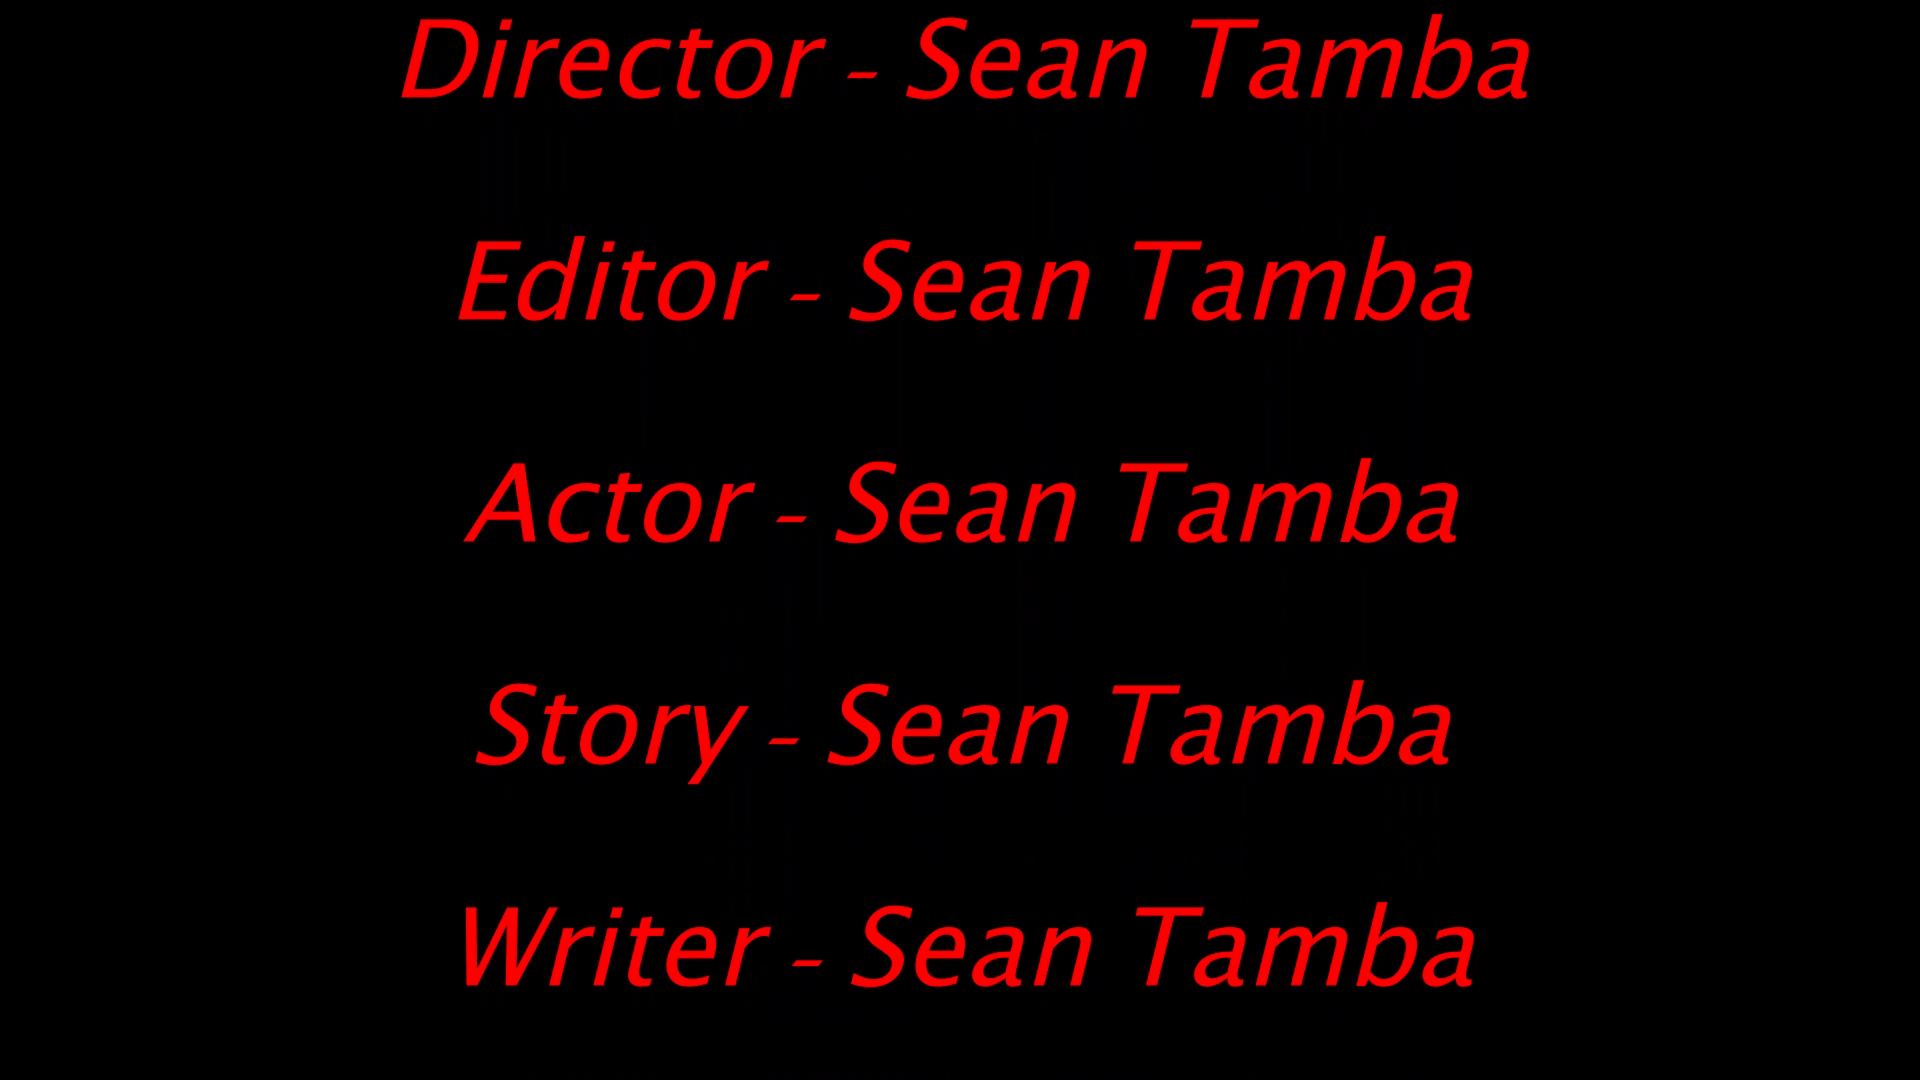 Director - Sean Tamba
Editor - Sean Tamba
Actor - Sean Tamba
Story - Sean Tamba
Writer - Sean Tamba